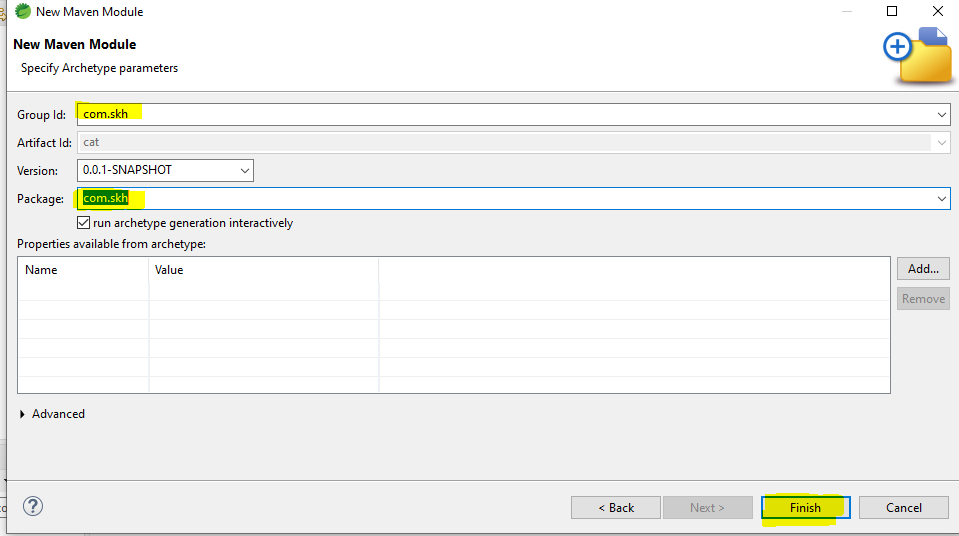 New Maven Module
New Maven Module
Specify Archetype parameters
Group Id: com.skh
Artifact Id: cat
Version: 0.0.1-SNAPSHOT
Package: com.skh
run archetype generation interactively
Properties available from archetype:
Name Value
Add...
Remove
Advanced
? < Back Next > Finish Cancel